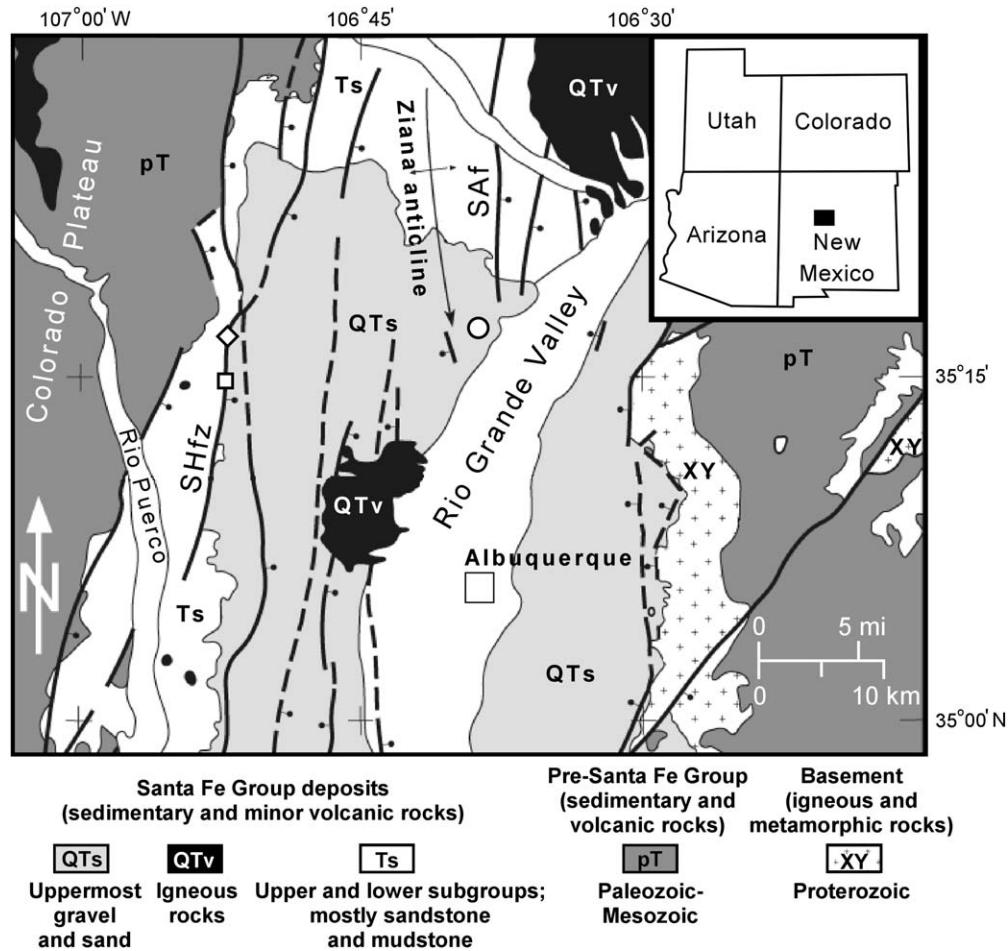 107°00' W
106°45'
106°30'
Ts
QTv
Utah
Colorado
Arizona
New
Mexico
pT
Colorado Plateau
Ziana anticline
SAf
QTs
Rio Grande Valley
pT
35°15'
Rio Puerco
SHfz
XY
XY
QTv
N
Albuquerque
Ts
QTs
0 5 mi
0 10 km
35°00' N
Santa Fe Group deposits
(sedimentary and minor volcanic rocks)
QTs
Uppermost
gravel
and sand
QTv
Igneous
rocks
Ts
Upper and lower subgroups;
mostly sandstone
and mudstone
Pre-Santa Fe Group
(sedimentary and
volcanic rocks)
pT
Paleozoic-
Mesozoic
Basement
(igneous and
metamorphic rocks)
XY
Proterozoic